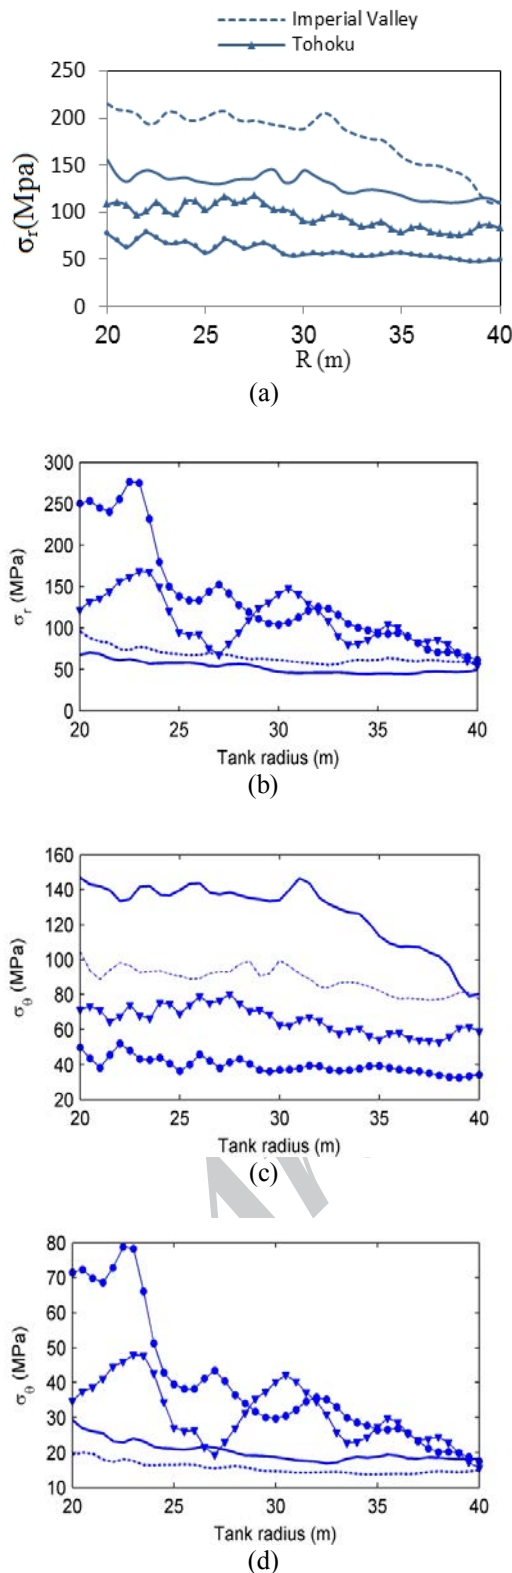 Imperial Valley
Tohoku
250
200
150
100
50
0
σr(Mpa)
20 25 30 35 40
R (m)
(a)
300
250
200
150
100
50
0
σr (MPa)
20 25 30 35 40
Tank radius (m)
(b)
160
140
120
100
80
60
40
20
σθ (MPa)
20 25 30 35 40
Tank radius (m)
(c)
80
70
60
50
40
30
20
10
σθ (MPa)
20 25 30 35 40
Tank radius (m)
(d)